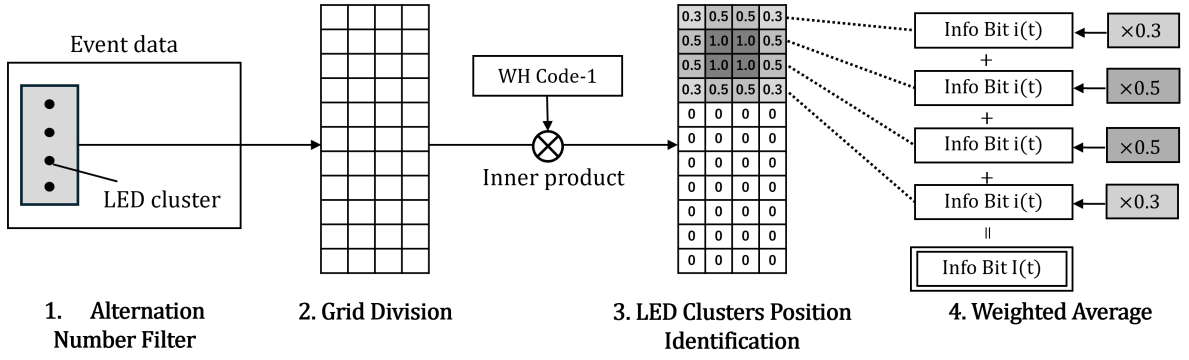 Event data
LED cluster
1. Alternation
Number Filter
2. Grid Division
WH Code-1
Inner product
0.3 0.5 0.5 0.3
0.5 1.0 1.0 0.5
0.5 1.0 1.0 0.5
0.3 0.5 0.5 0.3
0 0 0 0
0 0 0 0
0 0 0 0
0 0 0 0
0 0 0 0
0 0 0 0
0 0 0 0
3. LED Clusters Position
Identification
Info Bit i(t) ×0.3
+
Info Bit i(t) ×0.5
+
Info Bit i(t) ×0.5
+
Info Bit i(t) ×0.3
=
Info Bit I(t)
4. Weighted Average